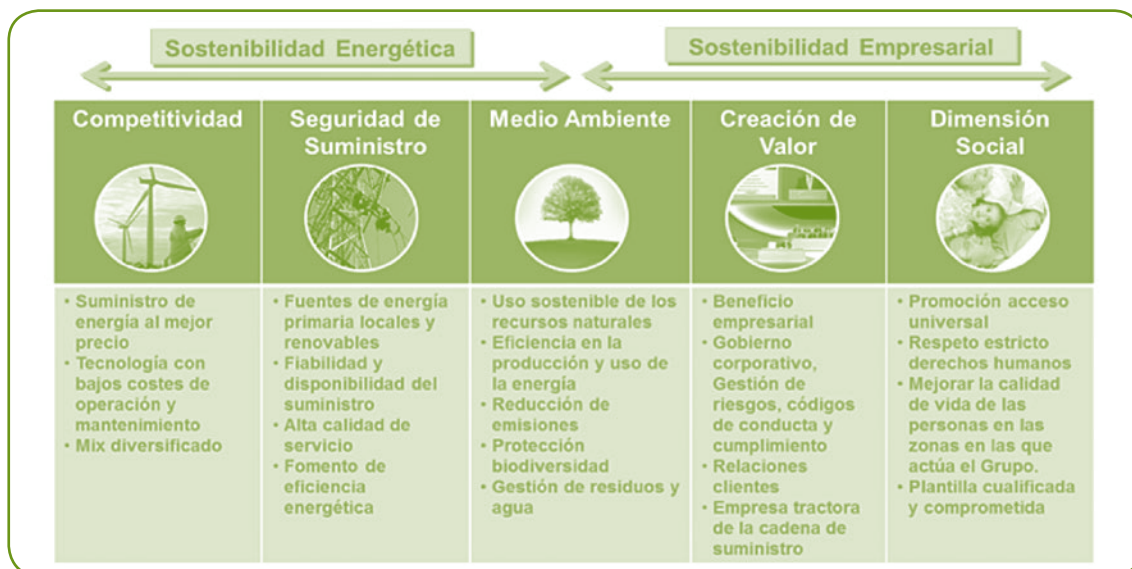 Sostenibilidad Energética
Sostenibilidad Empresarial
Competitividad
• Suministro de
energía al mejor
precio
• Tecnología con
bajos costes de
operación y
mantenimiento
• Mix diversificado
Seguridad de
Suministro
• Fuentes de energía
primaria locales y
renovables
• Fiabilidad y
disponibilidad del
suministro
• Alta calidad de
servicio
• Fomento de
eficiencia
energética
Medio Ambiente
• Uso sostenible de los
recursos naturales
• Eficiencia en la
producción y uso de
la energía
• Reducción de
emisiones
• Protección
biodiversidad
• Gestión de residuos y
agua
Creación de
Valor
• Beneficio
empresarial
• Gobierno
corporativo,
Gestión de
riesgos, códigos
de conducta y
cumplimiento
• Relaciones
clientes
• Empresa tractora
de la cadena de
suministro
Dimensión
Social
• Promoción acceso
universal
• Respeto estricto
derechos humanos
• Mejorar la calidad
de vida de las
personas en las
zonas en las que
actúa el Grupo.
• Plantilla cualificada
y comprometida